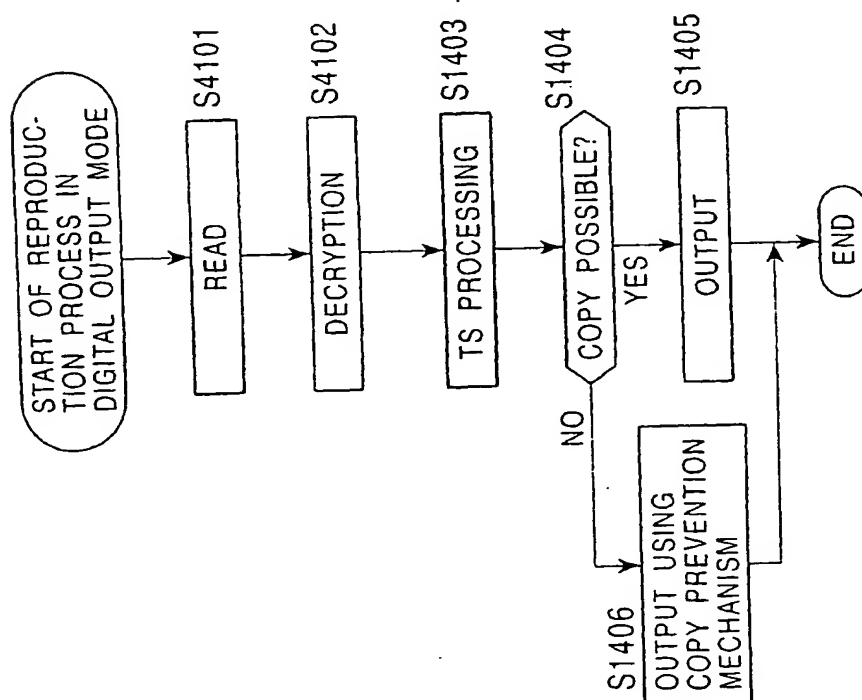 START OF REPRODUC-
TION PROCESS IN
DIGITAL OUTPUT MODE
READ
S4101
DECRYPTION
S4102
TS PROCESSING
S1403
COPY POSSIBLE?
S1404
NO
YES
OUTPUT
S1405
S1406
OUTPUT USING
COPY PREVENTION
MECHANISM
END